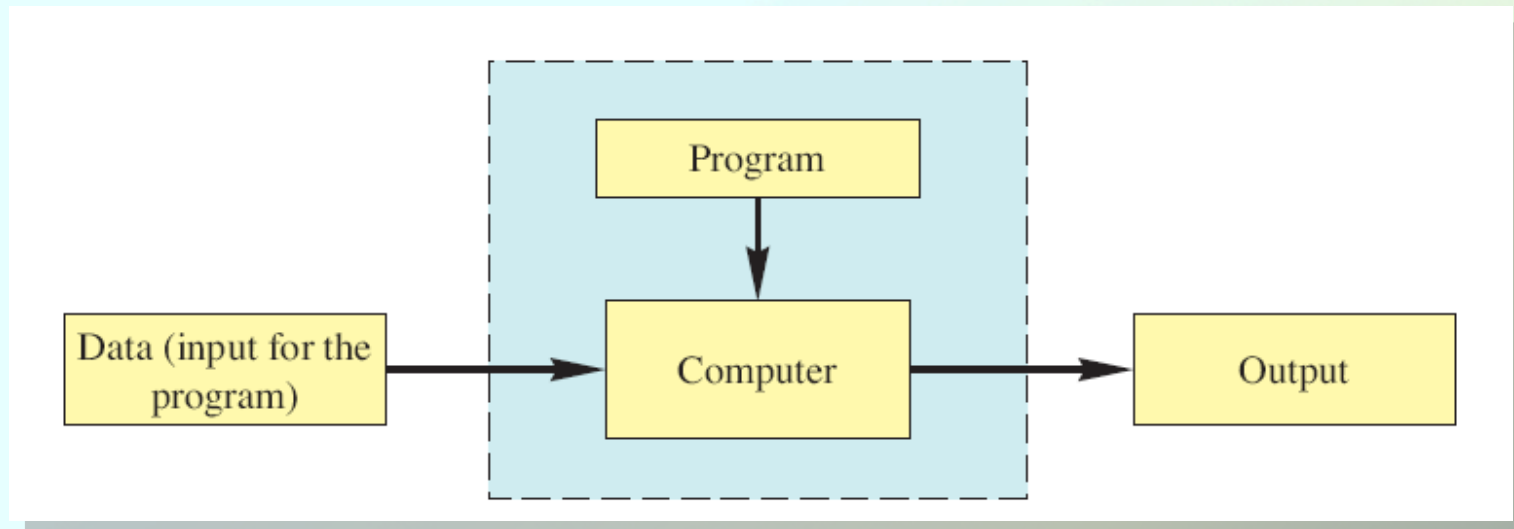 Program
Data (input for the
program)
Computer
Output